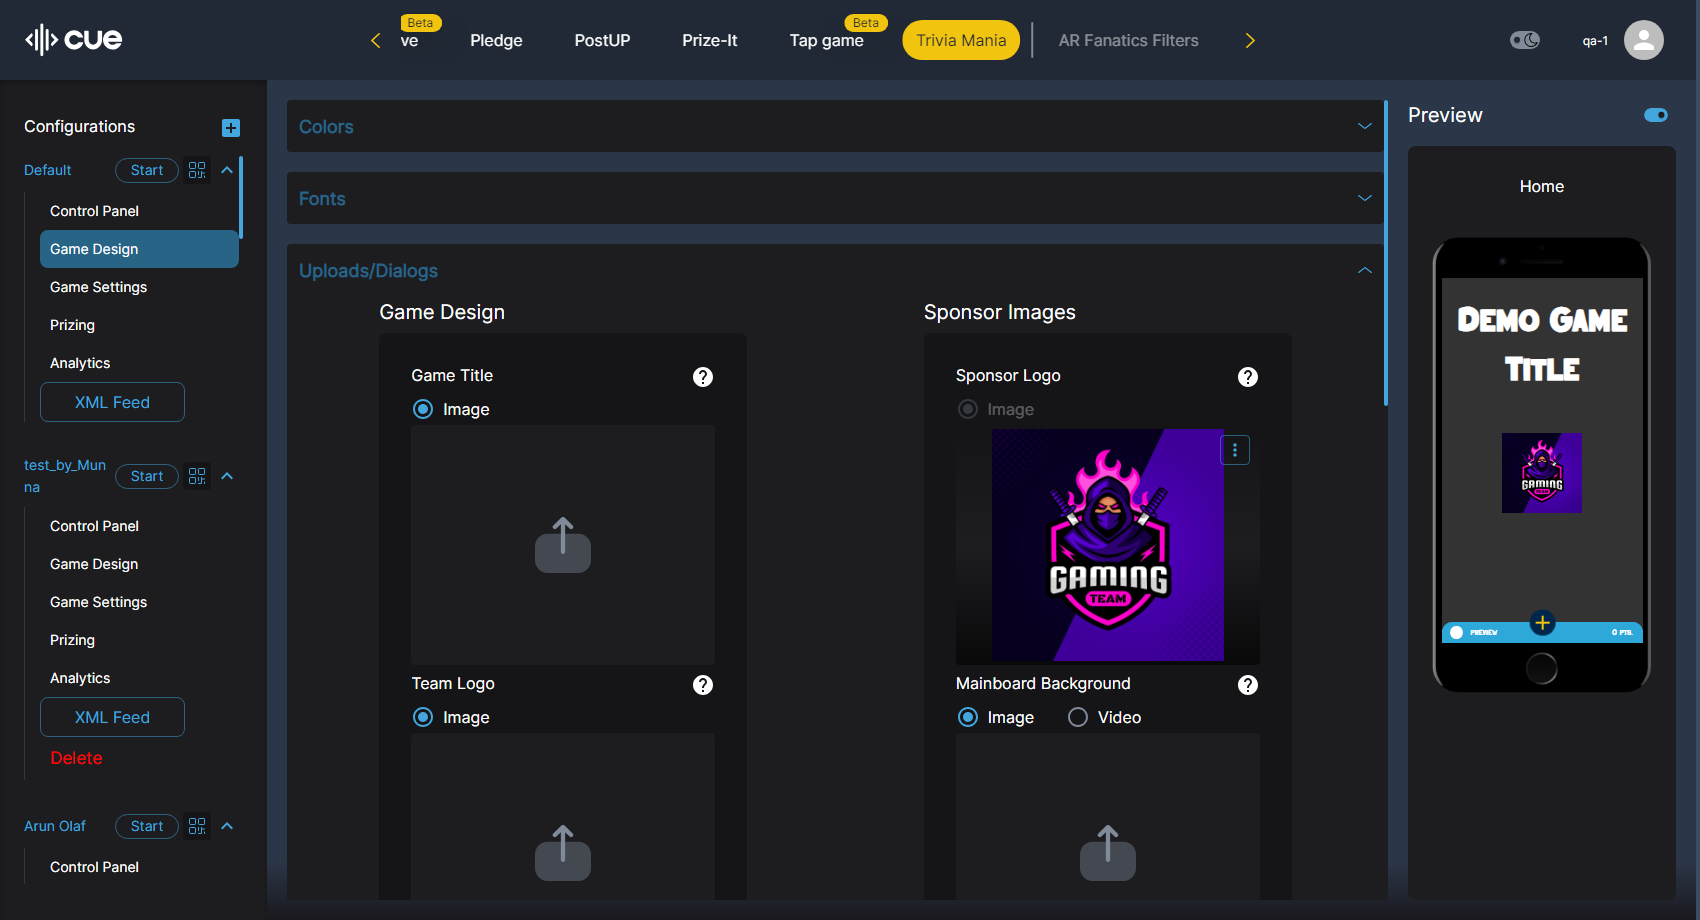 cue
Beta
ve
Pledge
PostUP
Prize-It
Beta
Tap game
Trivia Mania
AR Fanatics Filters
qa-1
Configurations
Default
Start
Control Panel
Game Design
Game Settings
Prizing
Analytics
XML Feed
test_by_Mun
na
Start
Control Panel
Game Design
Game Settings
Prizing
Analytics
XML Feed
Delete
Arun Olaf
Start
Control Panel
Colors
Fonts
Uploads/Dialogs
Game Design
Game Title
Image
Team Logo
Image
Sponsor Images
Sponsor Logo
Image
GAMING
TEAM
Mainboard Background
Image
Video
Preview
Home
Demo Game
Title
GAMING
TEAM
PREVIEW
0 PTS.